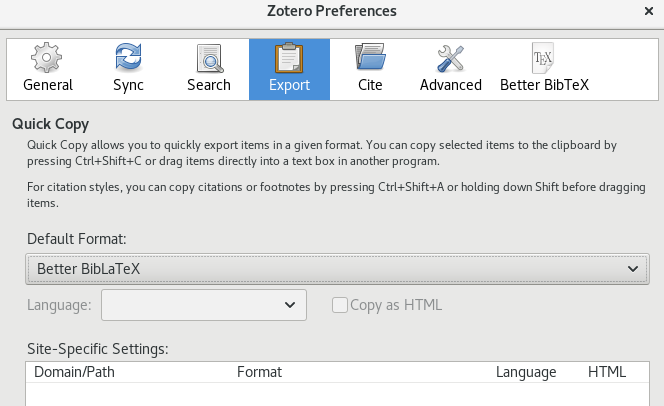 Zotero Preferences
General Sync Search Export Cite Advanced Better BibTeX
Quick Copy
Quick Copy allows you to quickly export items in a given format. You can copy selected items to the clipboard by
pressing Ctrl+Shift+C or drag items directly into a text box in another program.
For citation styles, you can copy citations or footnotes by pressing Ctrl+Shift+A or holding down Shift before dragging
items.
Default Format:
Better BibLaTeX
Language: Copy as HTML
Site-Specific Settings:
Domain/Path Format Language HTML